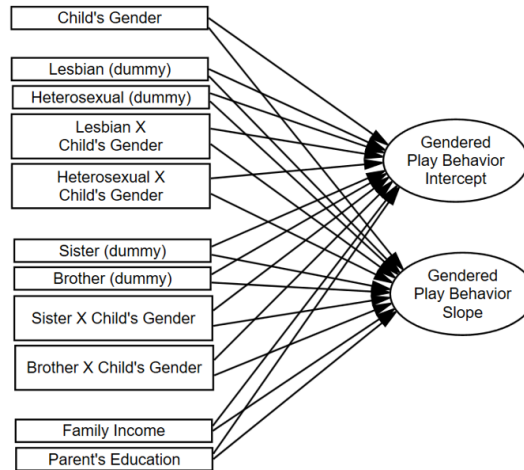 Child's Gender
Lesbian (dummy)
Heterosexual (dummy)
Lesbian X
Child's Gender
Heterosexual X
Child's Gender
Sister (dummy)
Brother (dummy)
Sister X Child's Gender
Brother X Child's Gender
Family Income
Parent's Education
Gendered
Play Behavior
Intercept
Gendered
Play Behavior
Slope